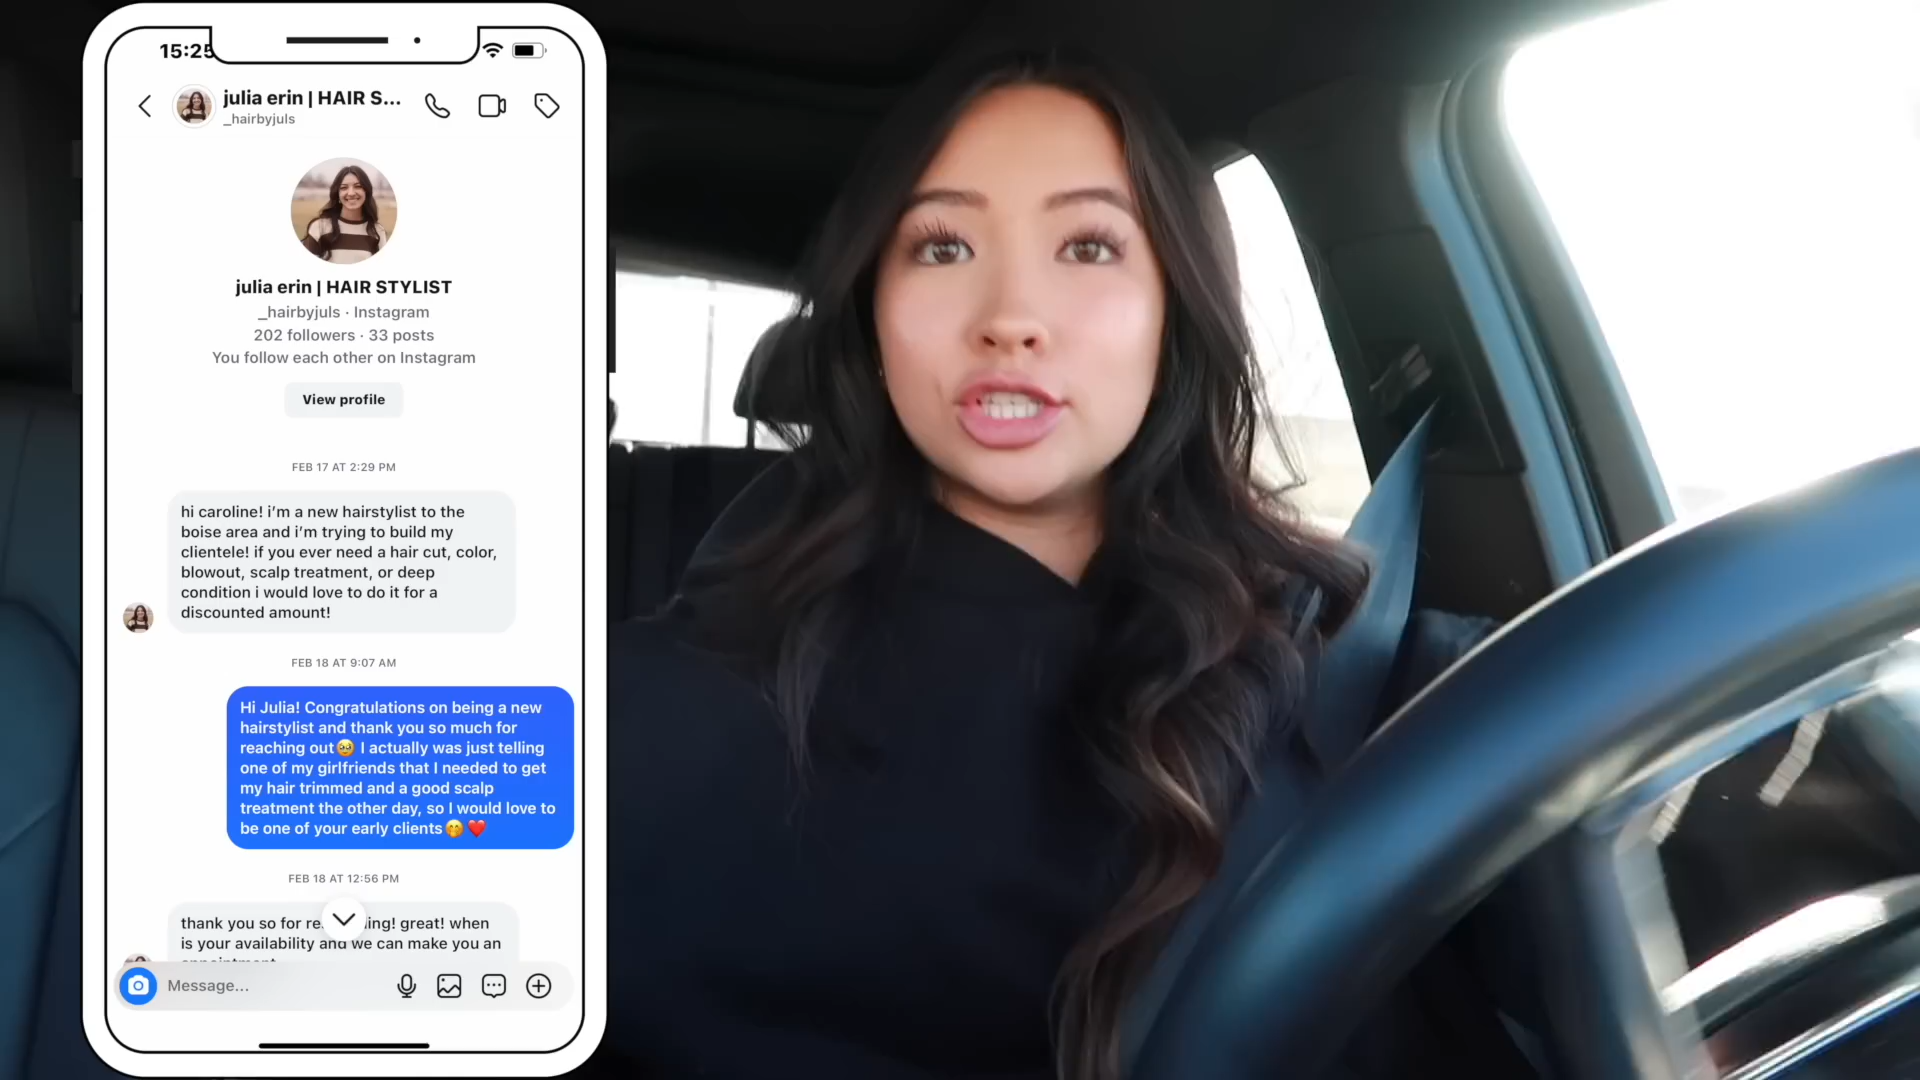 15:25
julia erin | HAIR S...
_hairbyjuls
julia erin | HAIR STYLIST
_hairbyjuls · Instagram
202 followers · 33 posts
You follow each other on Instagram
View profile
FEB 17 AT 2:29 PM
hi caroline! i'm a new hairstylist to the
boise area and i'm trying to build my
clientele! if you ever need a hair cut, color,
blowout, scalp treatment, or deep
condition i would love to do it for a
discounted amount!
FEB 18 AT 9:07 AM
Hi Julia! Congratulations on being a new
hairstylist and thank you so much for
reaching out🥹 I actually was just telling
one of my girlfriends that I needed to get
my hair trimmed and a good scalp
treatment the other day, so I would love to
be one of your early clients🤭❤️
FEB 18 AT 12:56 PM
thank you so for re ing! great! when
is your availability and we can make you an
Message...